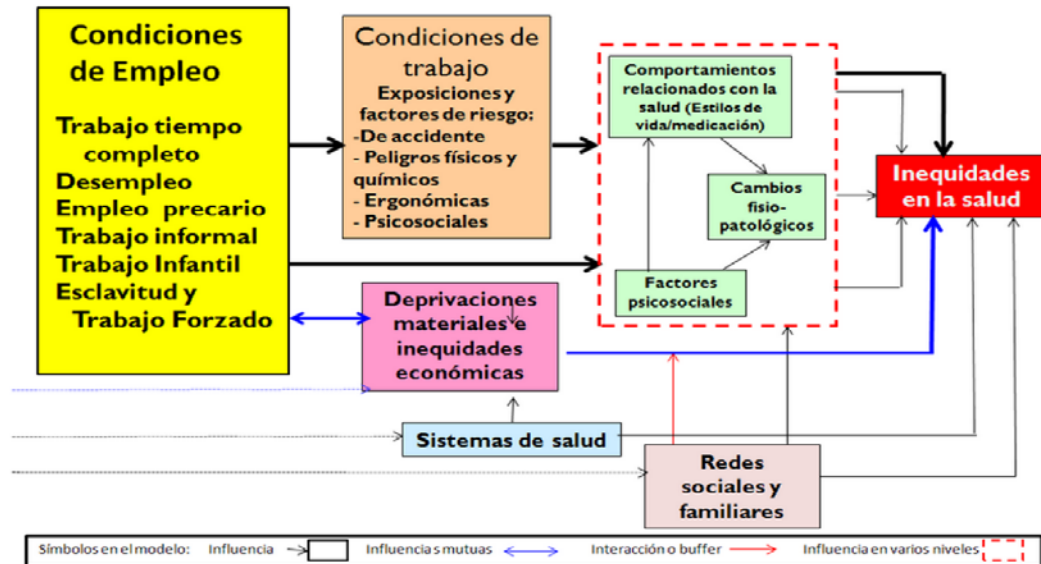 Condiciones
de Empleo
Trabajo tiempo
completo
Desempleo
Empleo precario
Trabajo informal
Trabajo Infantil
Esclavitud y
Trabajo Forzado
Condiciones de
trabajo
Exposiciones y
factores de riesgo:
-De accidente
- Peligros físicos y
químicos
- Ergonómicas
- Psicosociales
Comportamientos
relacionados con la
salud (Estilos de
vida/medicación)
Cambios
fisio-
patológicos
Factores
psicosociales
Inequidades
en la salud
Deprivaciones
materiales e
inequidades
económicas
Sistemas de salud
Redes
sociales y
familiares
Símbolos en el modelo: Influencia Influencias mutuas Interacción o buffer Influencia en varios niveles